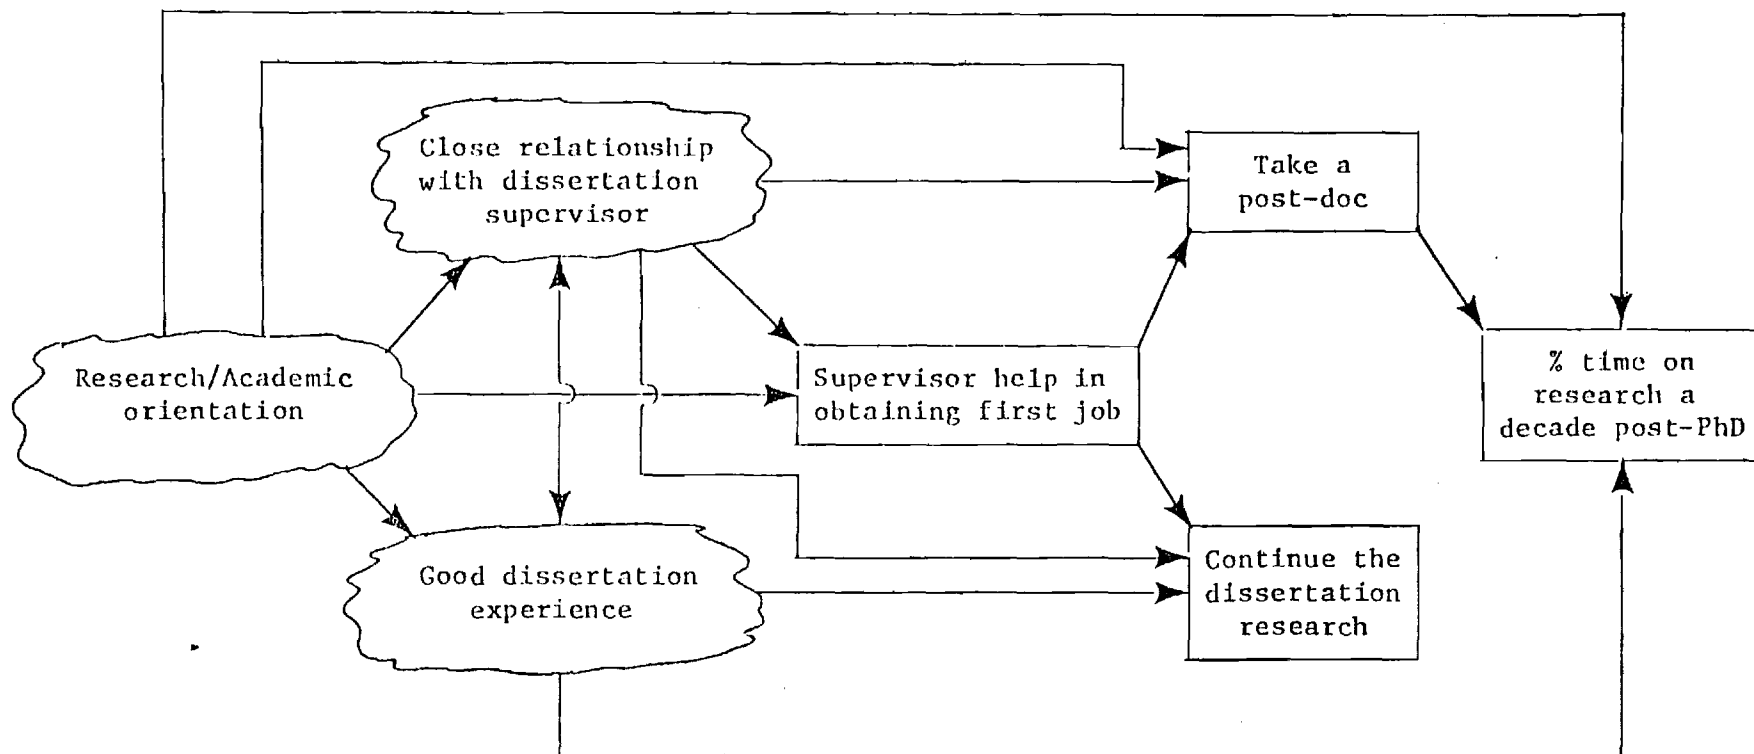 Close relationship
with dissertation
supervisor
Take a
post-doc
Research/Academic
orientation
Supervisor help in
obtaining first job
% time on
research a
decade post-PhD
Good dissertation
experience
Continue the
dissertation
research